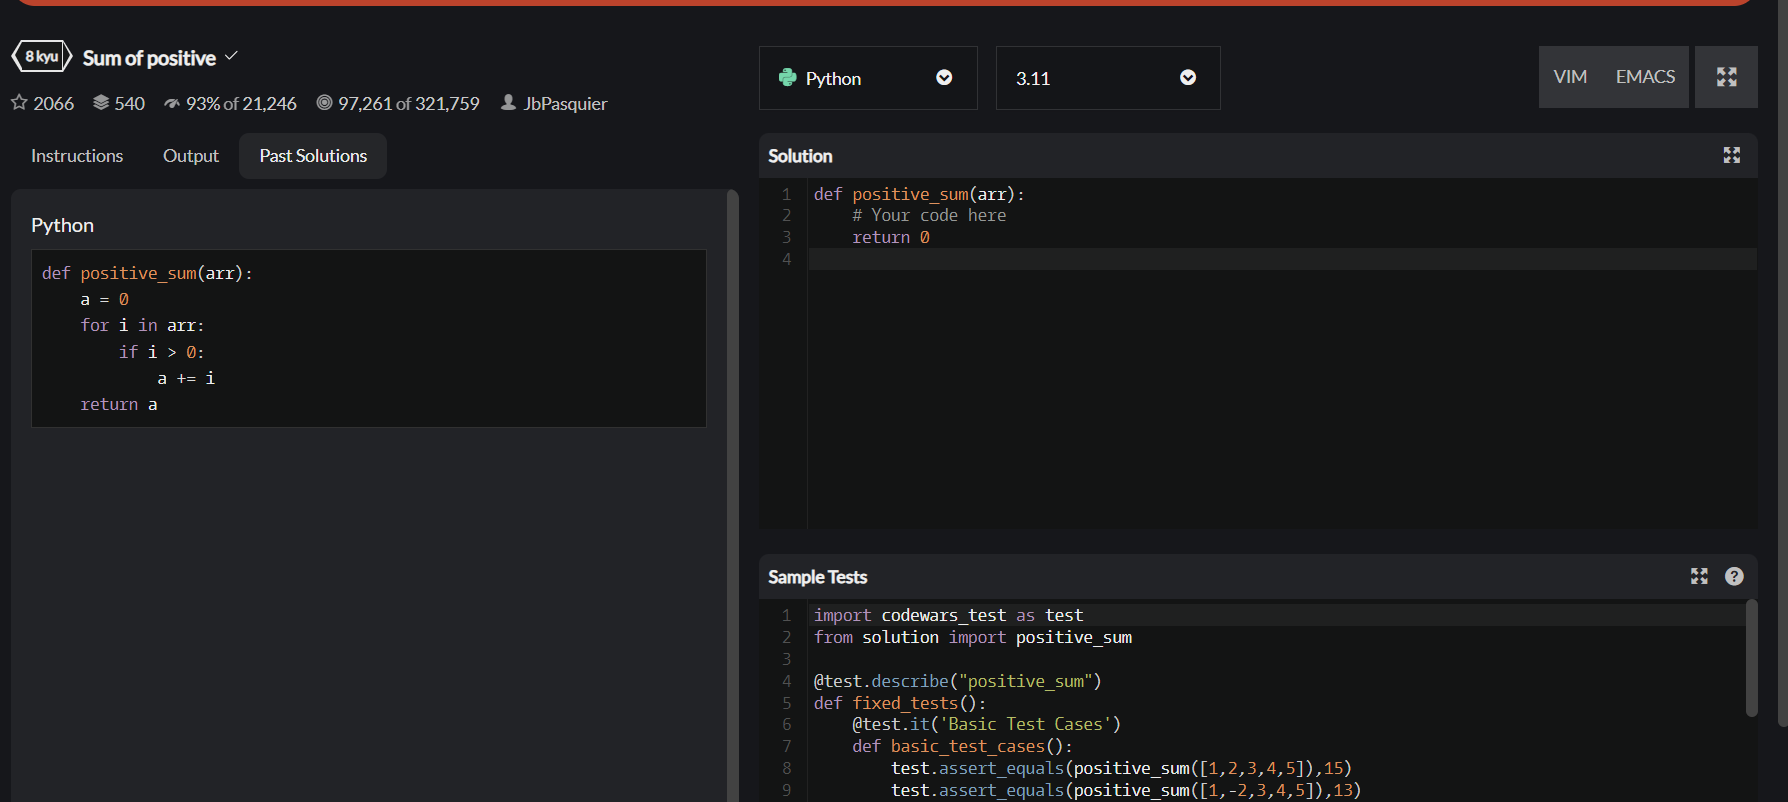 8 kyu Sum of positive
2066 540 93% of 21,246 97,261 of 321,759 JbPasquier
Instructions Output Past Solutions
Python
def positive_sum(arr):
    a = 0
    for i in arr:
        if i > 0:
            a += i
    return a
Python 3.11 VIM EMACS
Solution
1 def positive_sum(arr):
2     # Your code here
3     return 0
4
Sample Tests
1 import codewars_test as test
2 from solution import positive_sum
3
4 @test.describe("positive_sum")
5 def fixed_tests():
6     @test.it('Basic Test Cases')
7     def basic_test_cases():
8         test.assert_equals(positive_sum([1,2,3,4,5]),15)
9         test.assert_equals(positive_sum([1,-2,3,4,5]),13)